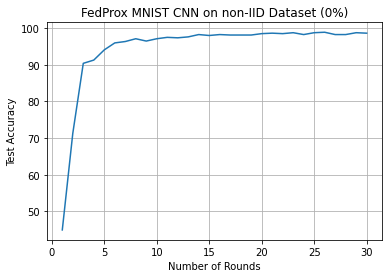 FedProx MNIST CNN on non-IID Dataset (0%)
100
90
80
70
60
50
Test Accuracy
0 5 10 15 20 25 30
Number of Rounds